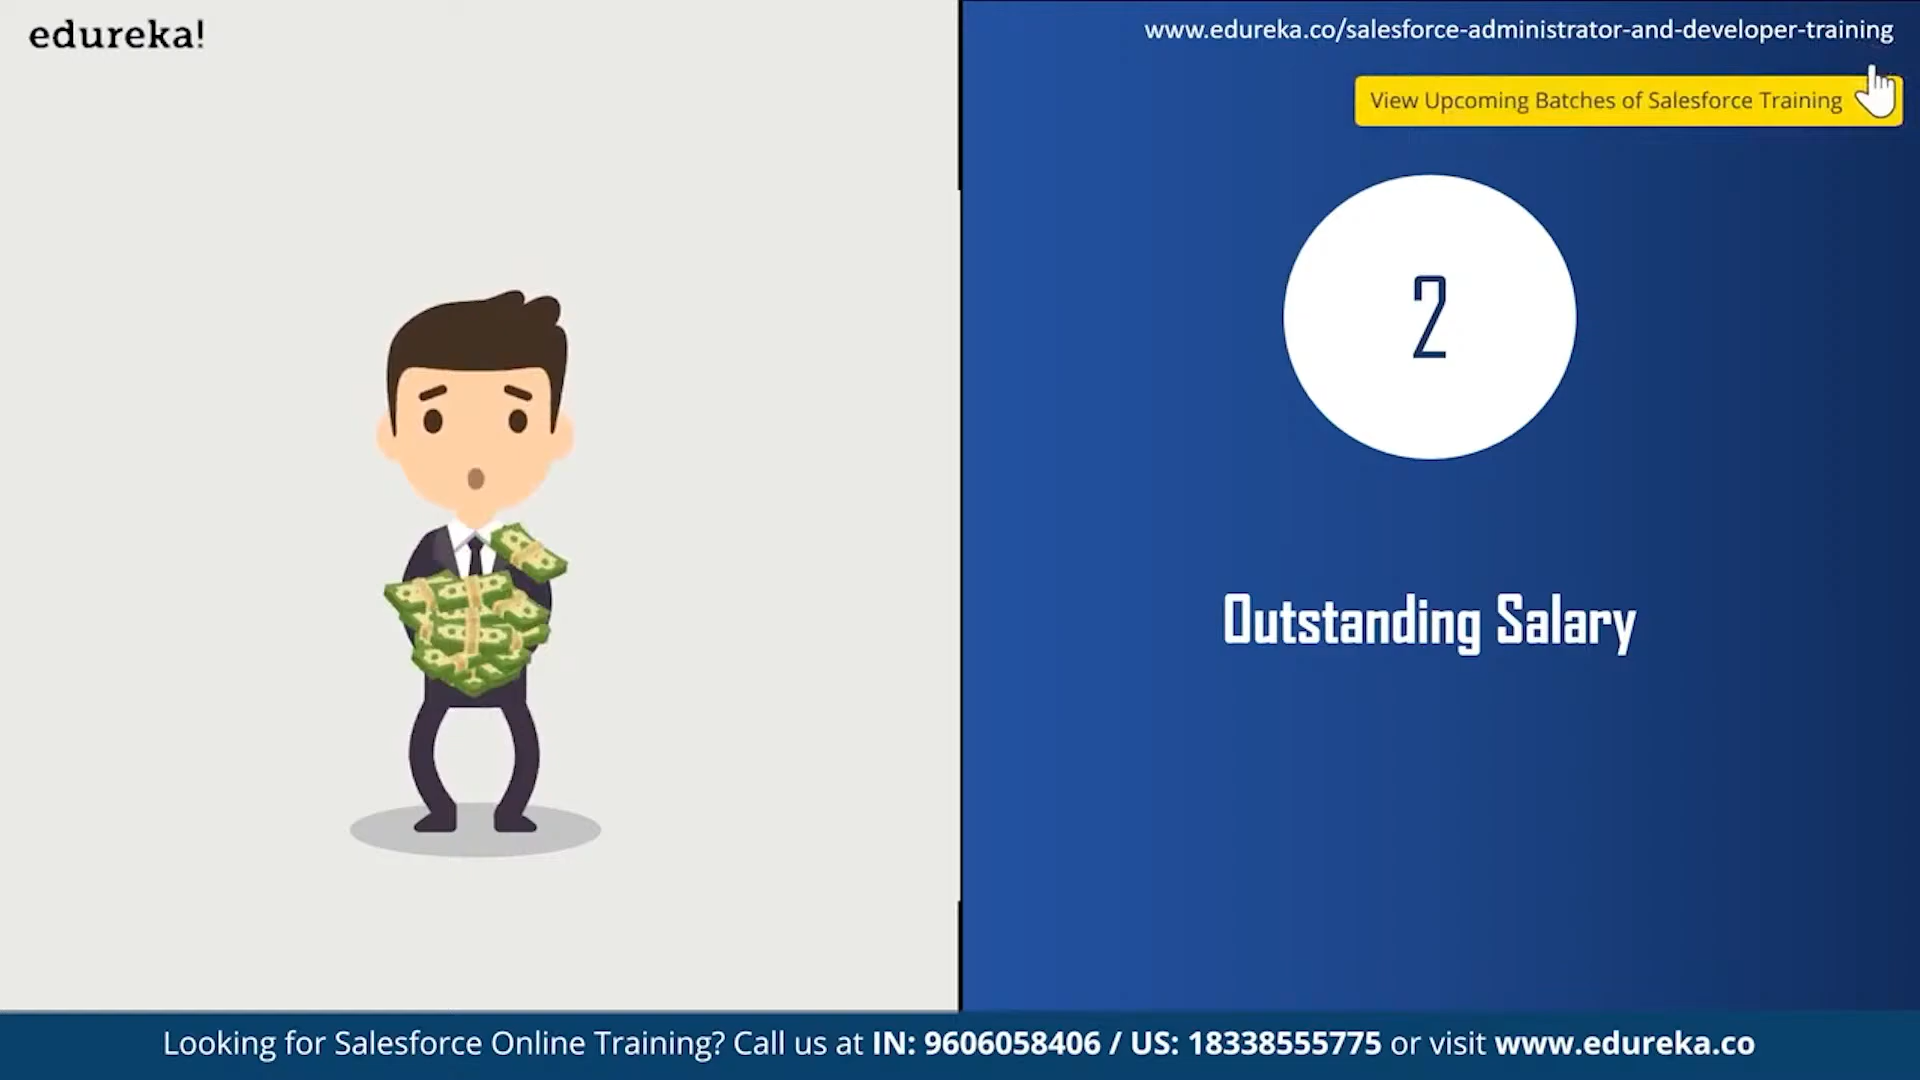 edureka!
www.edureka.co/salesforce-administrator-and-developer-training
View Upcoming Batches of Salesforce Training
2
Outstanding Salary
Looking for Salesforce Online Training? Call us at IN: 9606058406 / US: 18338555775 or visit www.edureka.co